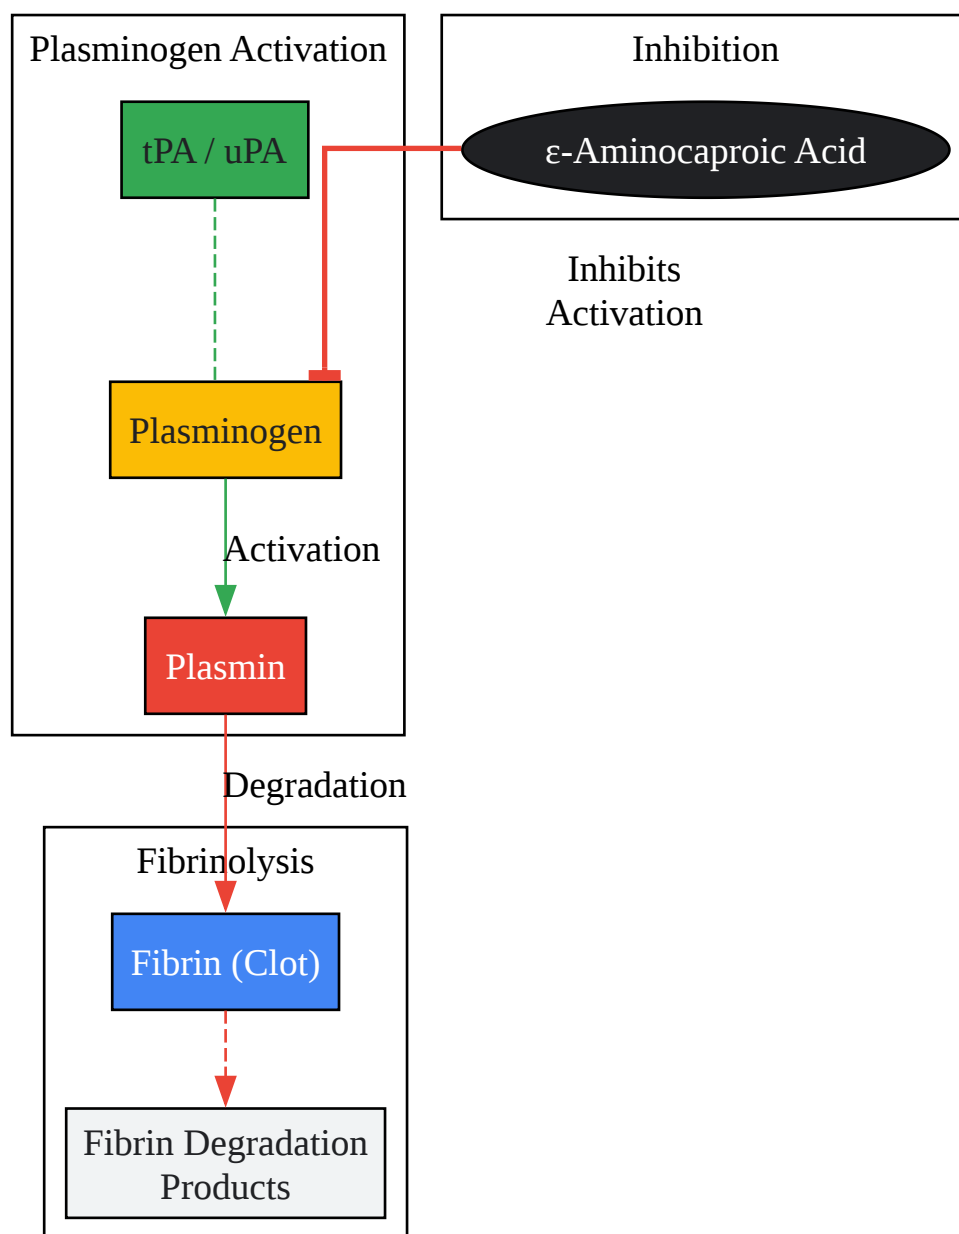 Plasminogen Activation
Inhibition
tPA / uPA
ε-Aminocaproic Acid
Inhibits
Activation
Plasminogen
Activation
Plasmin
Degradation
Fibrinolysis
Fibrin (Clot)
Fibrin Degradation
Products